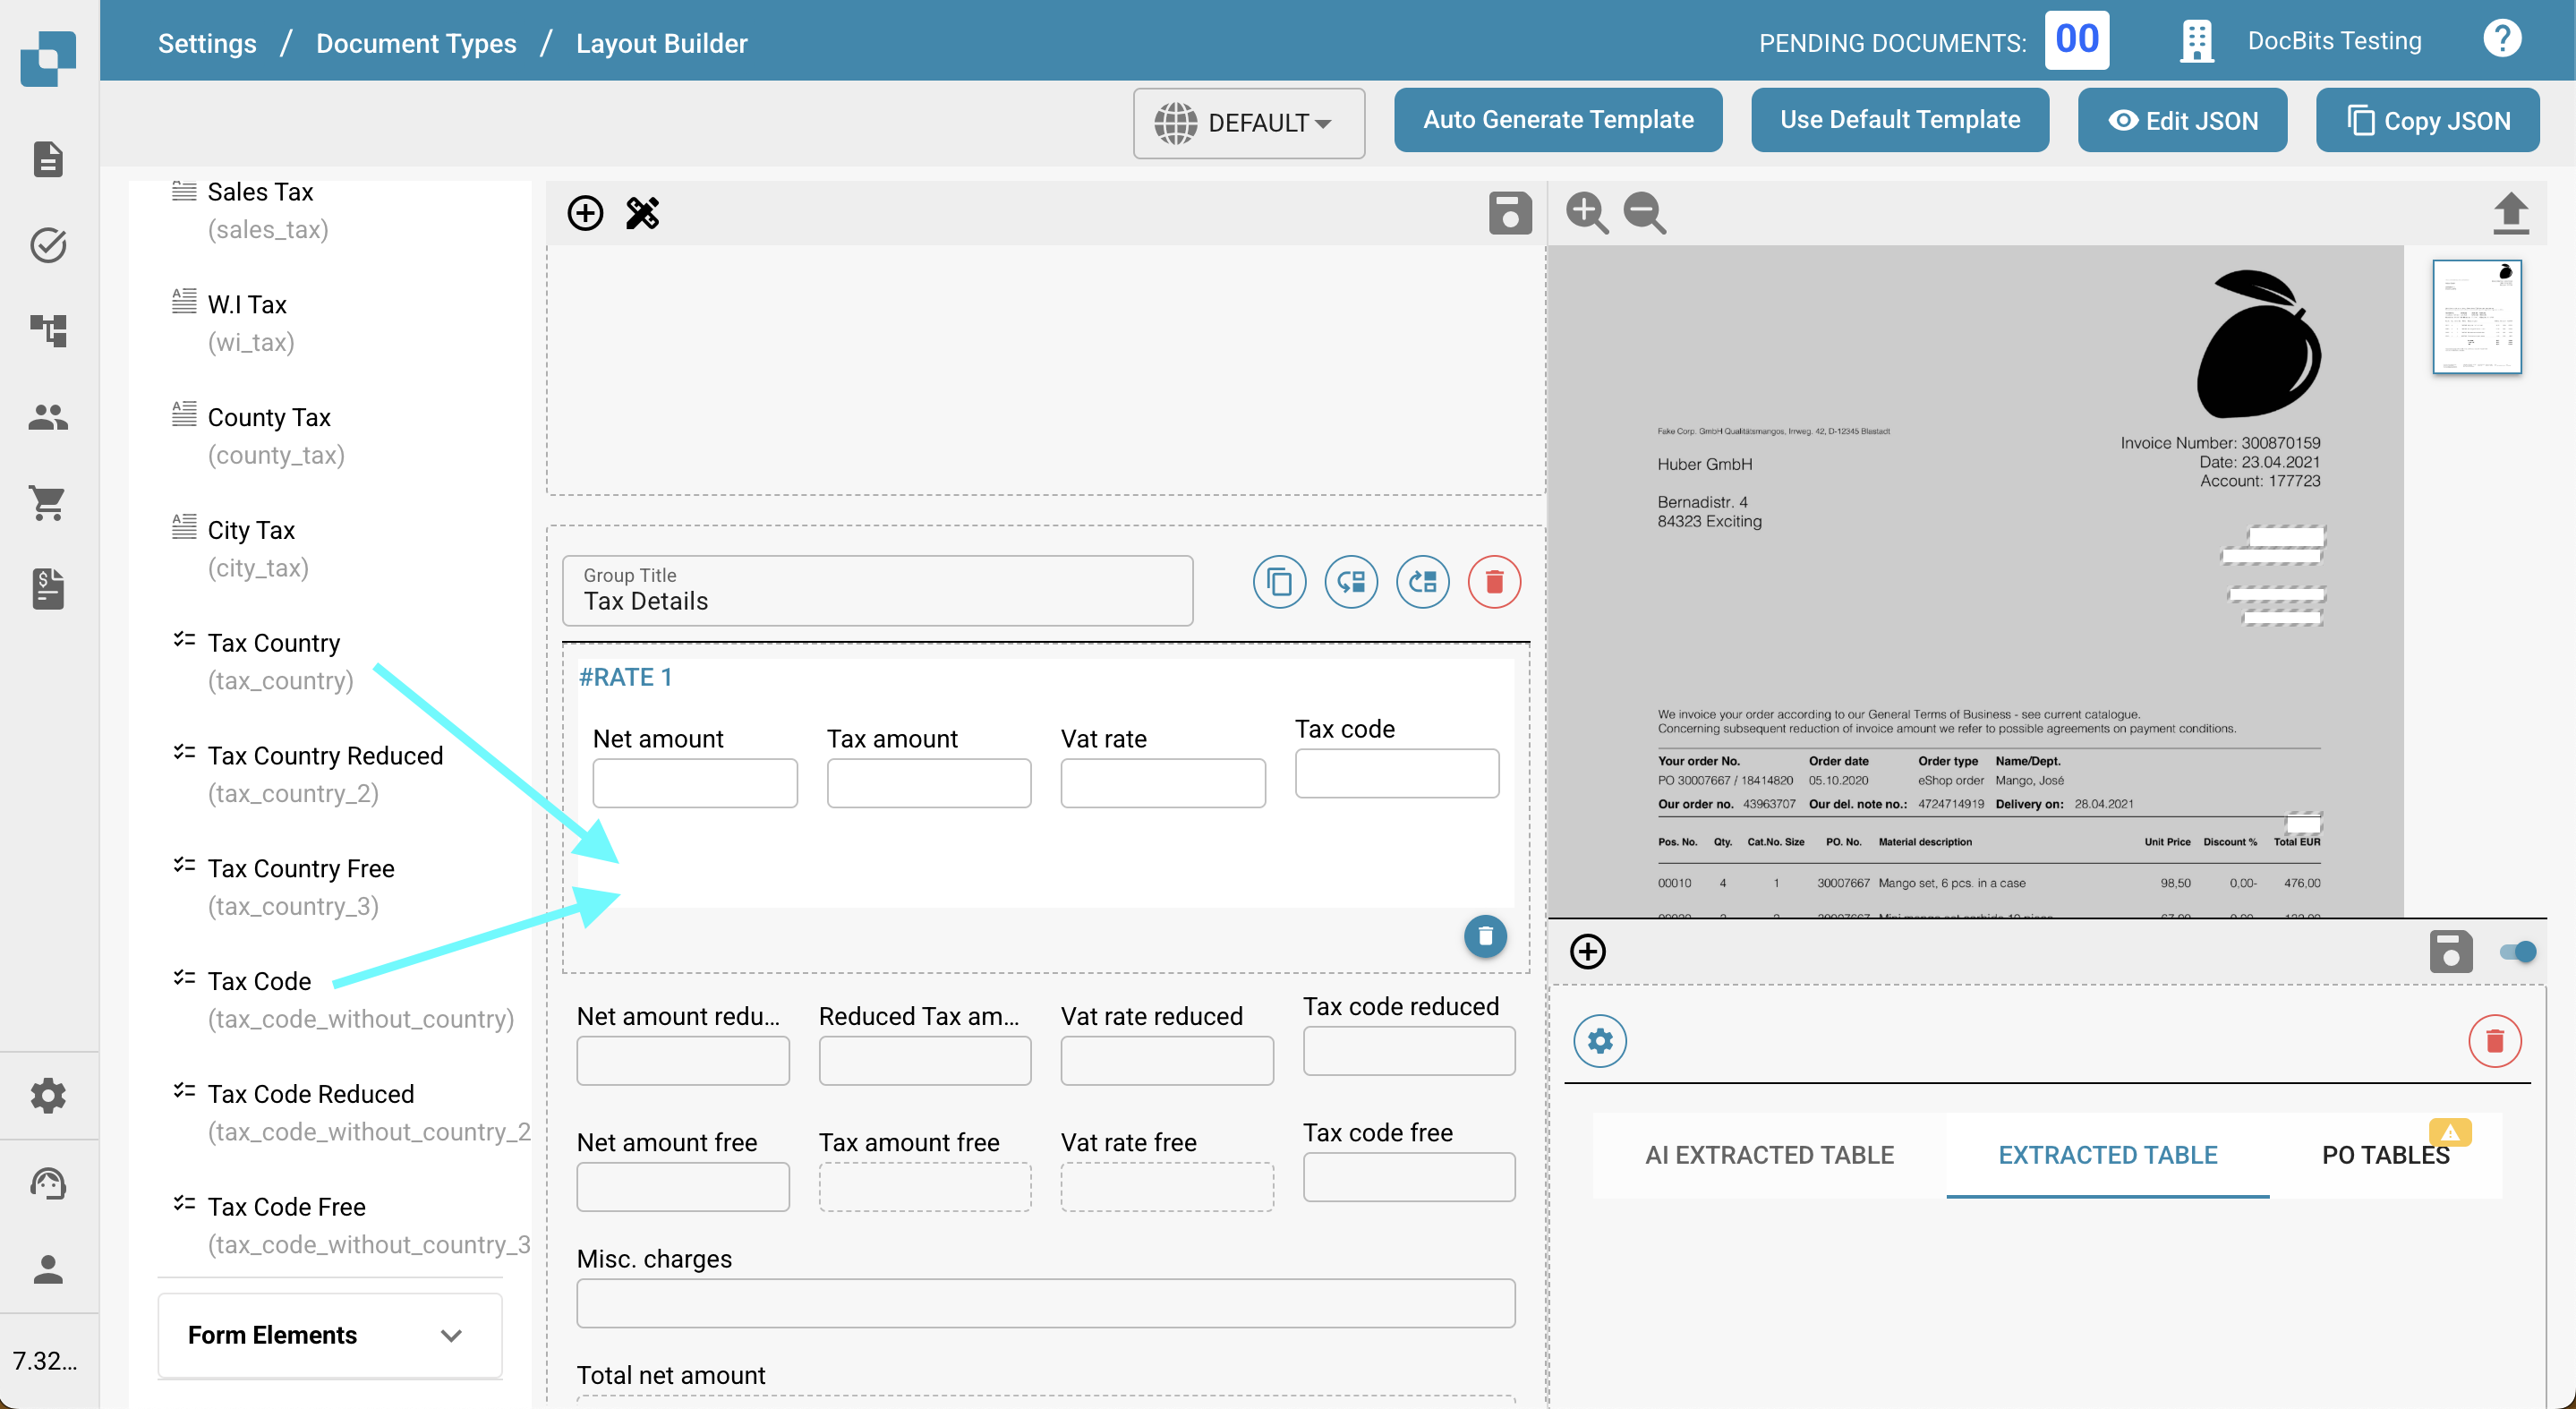 Settings / Document Types / Layout Builder
PENDING DOCUMENTS: 00 DocBits Testing ?
DEFAULT Auto Generate Template Use Default Template Edit JSON Copy JSON
Sales Tax
(sales_tax)
W.I Tax
(wi_tax)
County Tax
(county_tax)
City Tax
(city_tax)
Tax Country
(tax_country)
Tax Country Reduced
(tax_country_2)
Tax Country Free
(tax_country_3)
Tax Code
(tax_code_without_country)
Tax Code Reduced
(tax_code_without_country_2
Tax Code Free
(tax_code_without_country_3
Form Elements
7.32...
Group Title
Tax Details
#RATE 1
Net amount Tax amount Vat rate Tax code
Net amount redu... Reduced Tax am... Vat rate reduced Tax code reduced
Net amount free Tax amount free Vat rate free Tax code free
Misc. charges
Total net amount
Fake Corp. GmbH Qualitätsmangos, Irrweg. 42, D-12345 Blastadt
Huber GmbH
Bernadistr. 4
84323 Exciting
Invoice Number: 300870159
Date: 23.04.2021
Account: 177723
We invoice your order according to our General Terms of Business - see current catalogue.
Concerning subsequent reduction of invoice amount we refer to possible agreements on payment conditions.
Your order No. Order date Order type Name/Dept.
PO 30007667 / 18414820 05.10.2020 eShop order Mango, José
Our order no. 43963707 Our del. note no.: 4724714919 Delivery on: 28.04.2021
Pos. No. Qty. Cat.No. Size PO. No. Material description Unit Price Discount % Total EUR
00010 4 1 30007667 Mango set, 6 pcs. in a case 98,50 0,00- 476,00
AI EXTRACTED TABLE EXTRACTED TABLE PO TABLES